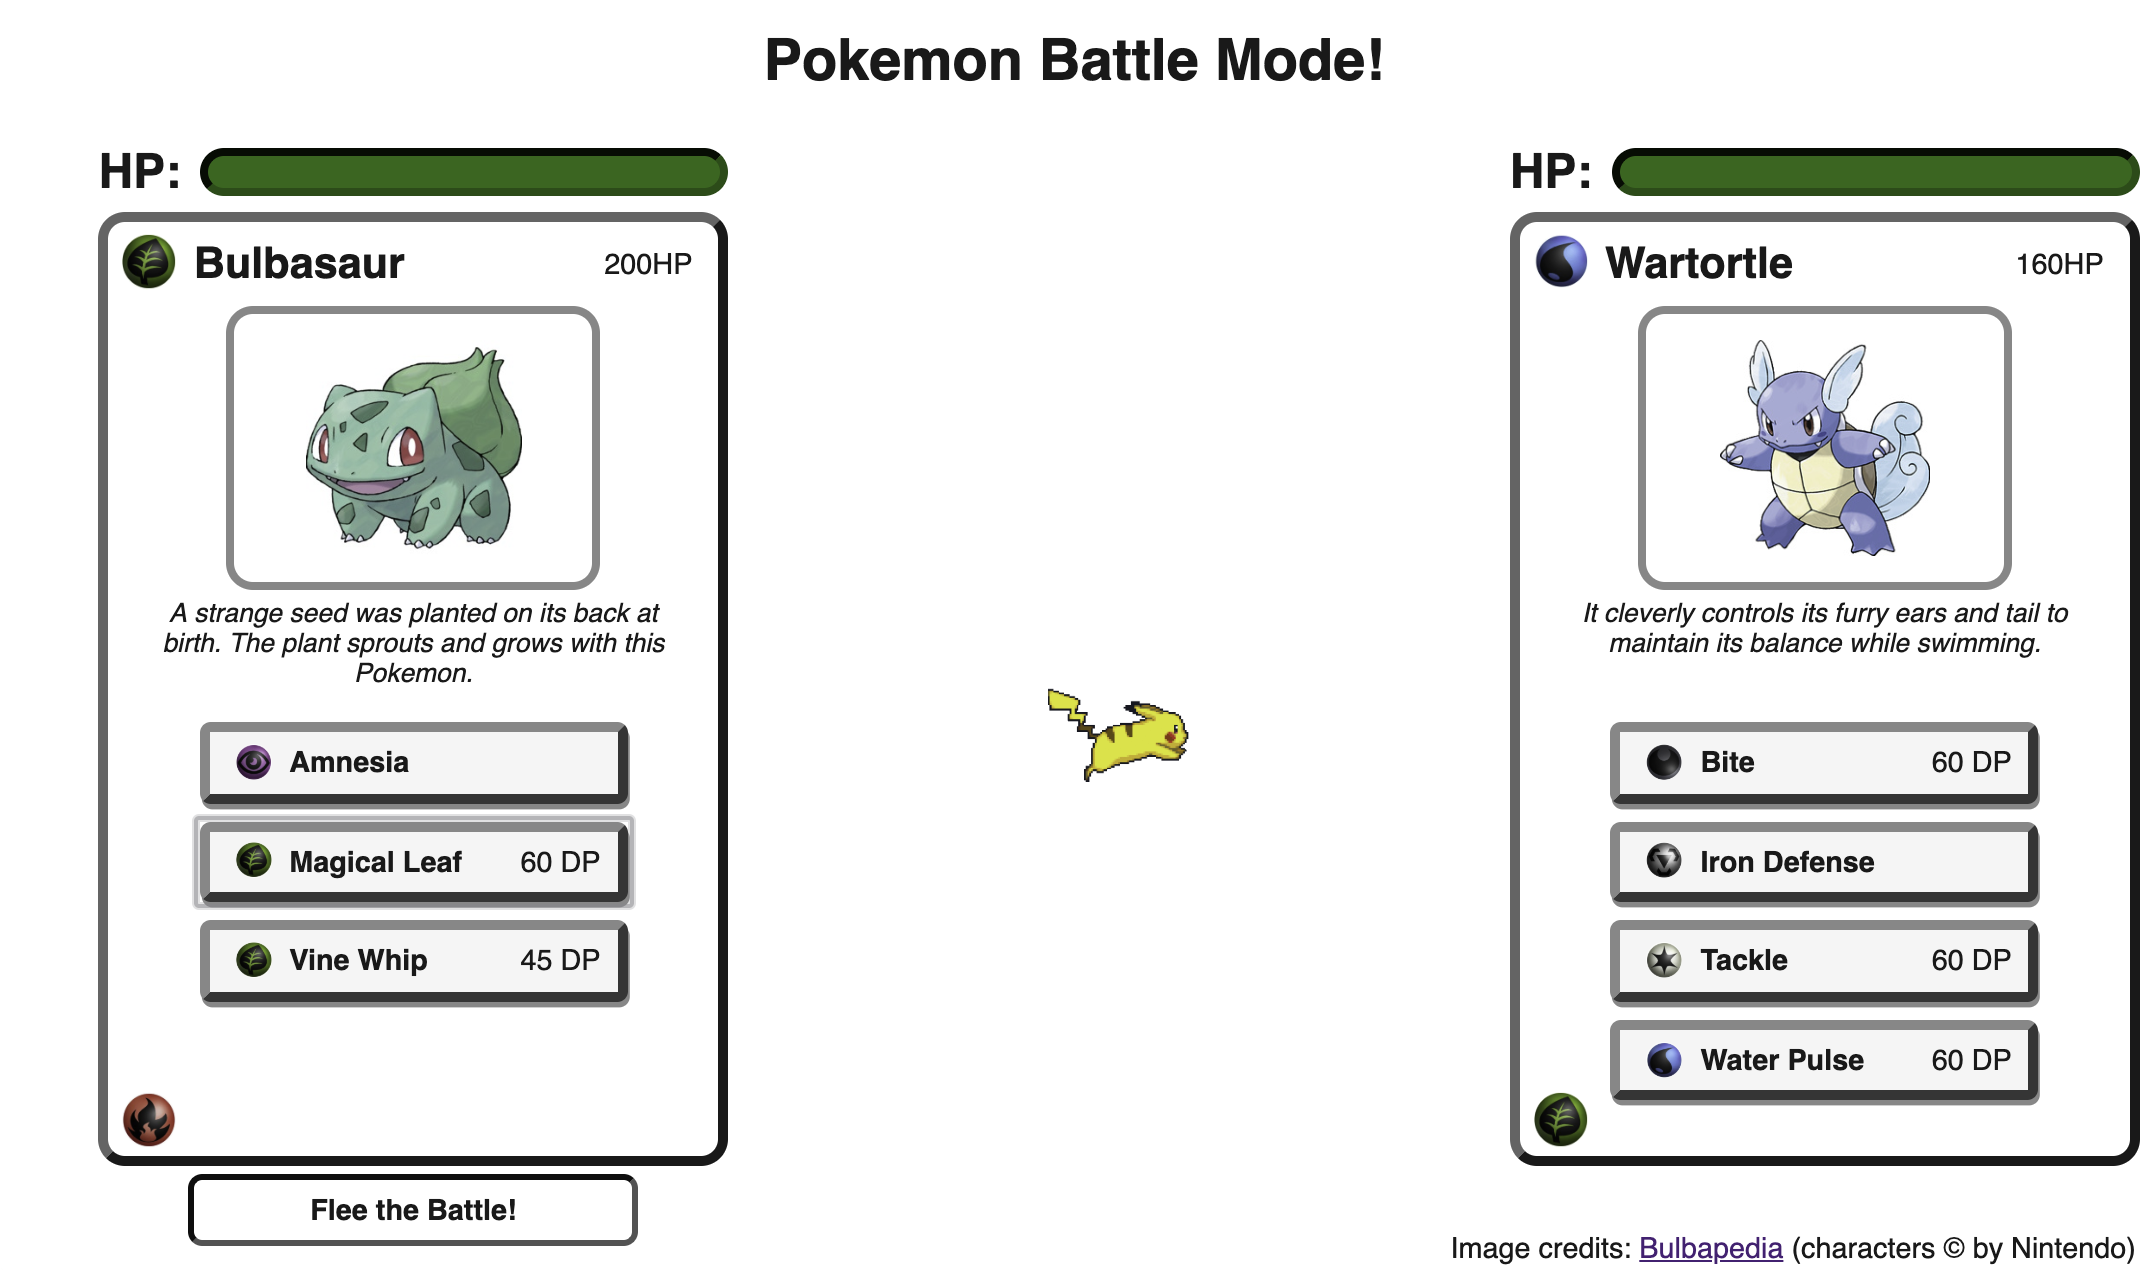 Pokemon Battle Mode!
HP:
Bulbasaur 200HP
A strange seed was planted on its back at
birth. The plant sprouts and grows with this
Pokemon.
Amnesia
Magical Leaf 60 DP
Vine Whip 45 DP
Flee the Battle!
HP:
Wartortle 160HP
It cleverly controls its furry ears and tail to
maintain its balance while swimming.
Bite 60 DP
Iron Defense
Tackle 60 DP
Water Pulse 60 DP
Image credits: Bulbapedia (characters © by Nintendo)